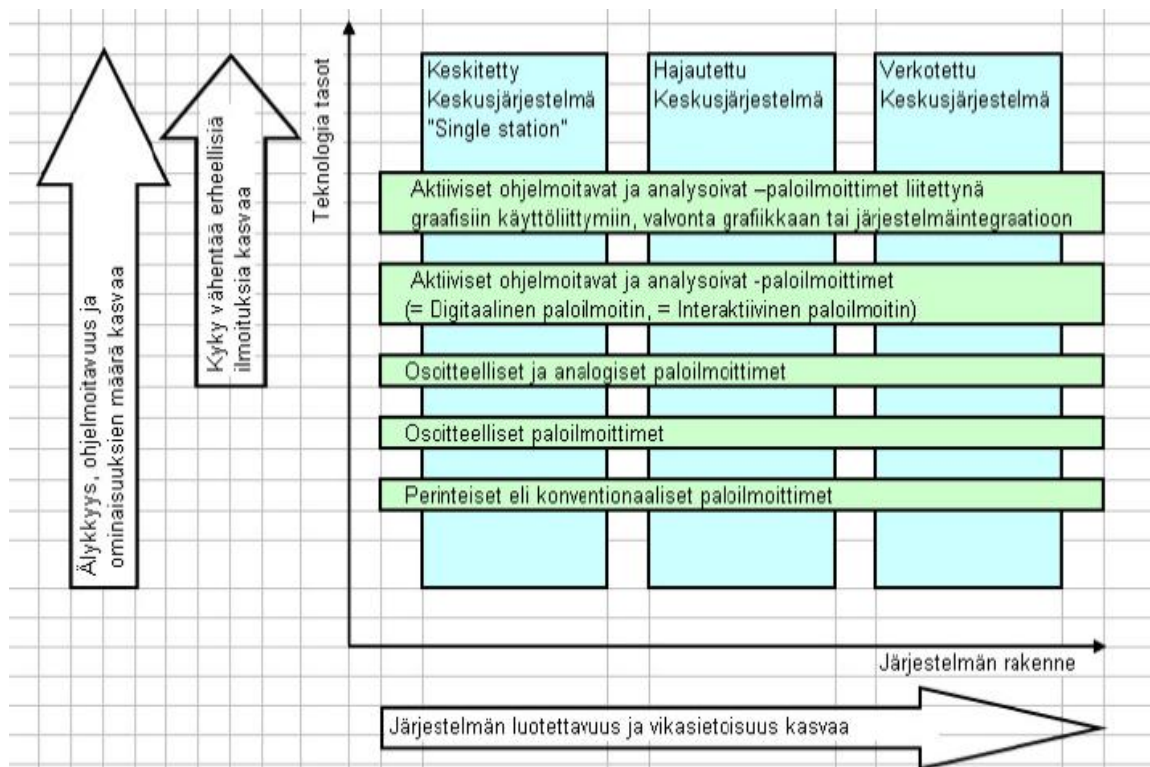 Älykkyys, ohjelmoitavuus ja
ominaisuuksien määrä kasvaa
Kyky vähentää erheellisiä
ilmoituksia kasvaa
Teknologia tasot
Keskitetty
Keskusjärjestelmä
"Single station"
Hajautettu
Keskusjärjestelmä
Verkotettu
Keskusjärjestelmä
Aktiiviset ohjelmoitavat ja analysoivat –paloilmoittimet liitettynä
graafisiin käyttöliittymiin, valvonta grafiikkaan tai järjestelmäintegraatioon
Aktiiviset ohjelmoitavat ja analysoivat -paloilmoittimet
(= Digitaalinen paloilmoitin, = Interaktiivinen paloilmoitin)
Osoitteelliset ja analogiset paloilmoittimet
Osoitteelliset paloilmoittimet
Perinteiset eli konventionaaliset paloilmoittimet
Järjestelmän rakenne
Järjestelmän luotettavuus ja vikasietoisuus kasvaa